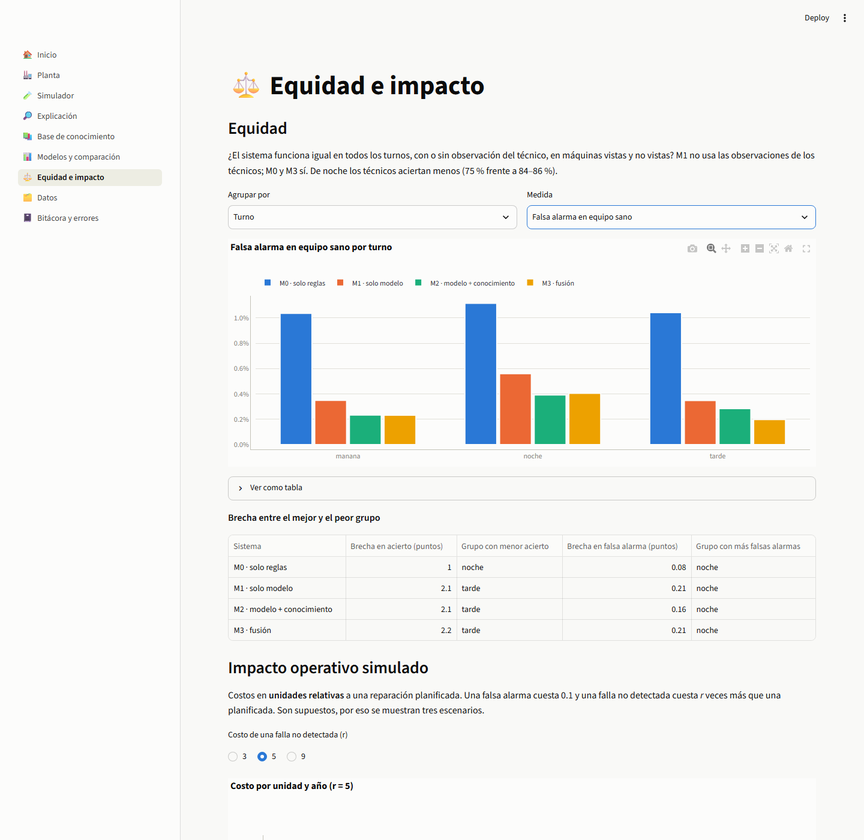 Deploy
Inicio
Planta
Simulador
Explicación
Base de conocimiento
Modelos y comparación
Equidad e impacto
Datos
Bitácora y errores
Equidad e impacto
Equidad
¿El sistema funciona igual en todos los turnos, con o sin observación del técnico, en máquinas vistas y no vistas? M1 no usa las observaciones de los
técnicos; M0 y M3 sí. De noche los técnicos aciertan menos (75 % frente a 84–86 %).
Agrupar por
Medida
Turno
Falsa alarma en equipo sano
Falsa alarma en equipo sano por turno
M0 · solo reglas M1 · solo modelo M2 · modelo + conocimiento M3 · fusión
1.0%
0.8%
0.6%
0.4%
0.2%
0.0%
manana noche tarde
Ver como tabla
Brecha entre el mejor y el peor grupo
Sistema Brecha en acierto (puntos) Grupo con menor acierto Brecha en falsa alarma (puntos) Grupo con más falsas alarmas
M0 · solo reglas 1 noche 0.08 noche
M1 · solo modelo 2.1 tarde 0.21 noche
M2 · modelo + conocimiento 2.1 tarde 0.16 noche
M3 · fusión 2.2 tarde 0.21 noche
Impacto operativo simulado
Costos en unidades relativas a una reparación planificada. Una falsa alarma cuesta 0.1 y una falla no detectada cuesta r veces más que una
planificada. Son supuestos, por eso se muestran tres escenarios.
Costo de una falla no detectada (r)
3 5 9
Costo por unidad y año (r = 5)